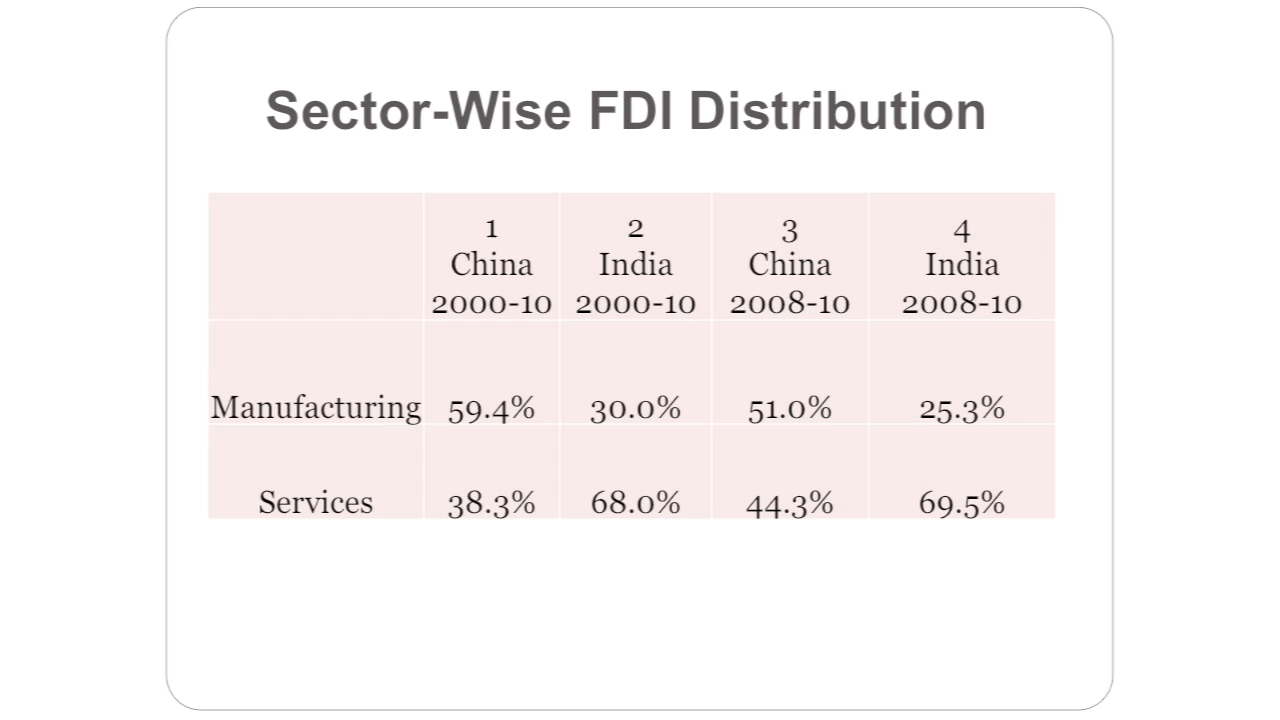 Sector-Wise FDI Distribution
1 2 3 4
China India China India
2000-10 2000-10 2008-10 2008-10
Manufacturing 59.4% 30.0% 51.0% 25.3%
Services 38.3% 68.0% 44.3% 69.5%